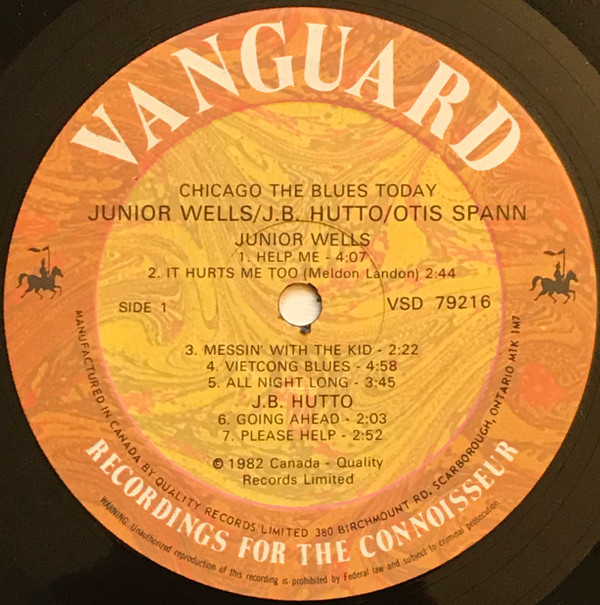 VANGUARD
CHICAGO THE BLUES TODAY
JUNIOR WELLS/J.B. HUTTO/OTIS SPANN
JUNIOR WELLS
1. HELP ME - 4:07
2. IT HURTS ME TOO (Meldon Landon) 2:44
SIDE 1
VSD 79216
3. MESSIN' WITH THE KID - 2:22
4. VIETCONG BLUES - 4:58
5. ALL NIGHT LONG - 3:45
J.B. HUTTO
6. GOING AHEAD - 2:03
7. PLEASE HELP - 2:52
© 1982 Canada - Quality
Records Limited
MANUFACTURED IN CANADA BY QUALITY RECORDS LIMITED 380 BIRCHMOUNT RD, SCARBOROUGH, ONTARIO M1K 1M7
RECORDINGS FOR THE CONNOISSEUR
WARNING: Unauthorized reproduction of this recording is prohibited by Federal law and subject to criminal prosecution